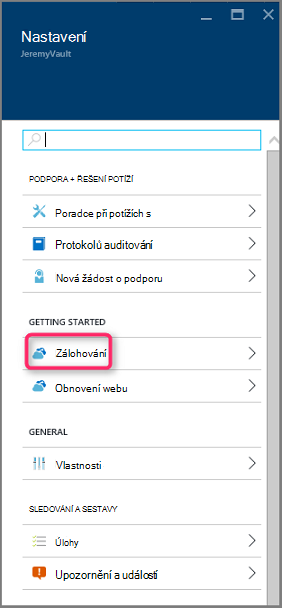 Nastavení
JeremyVault
PODPORA + ŘEŠENÍ POTÍŽÍ
Poradce při potížích s
Protokolů auditování
Nová žádost o podporu
GETTING STARTED
Zálohování
Obnovení webu
GENERAL
Vlastnosti
SLEDOVÁNÍ A SESTAVY
Úlohy
Upozornění a událostí